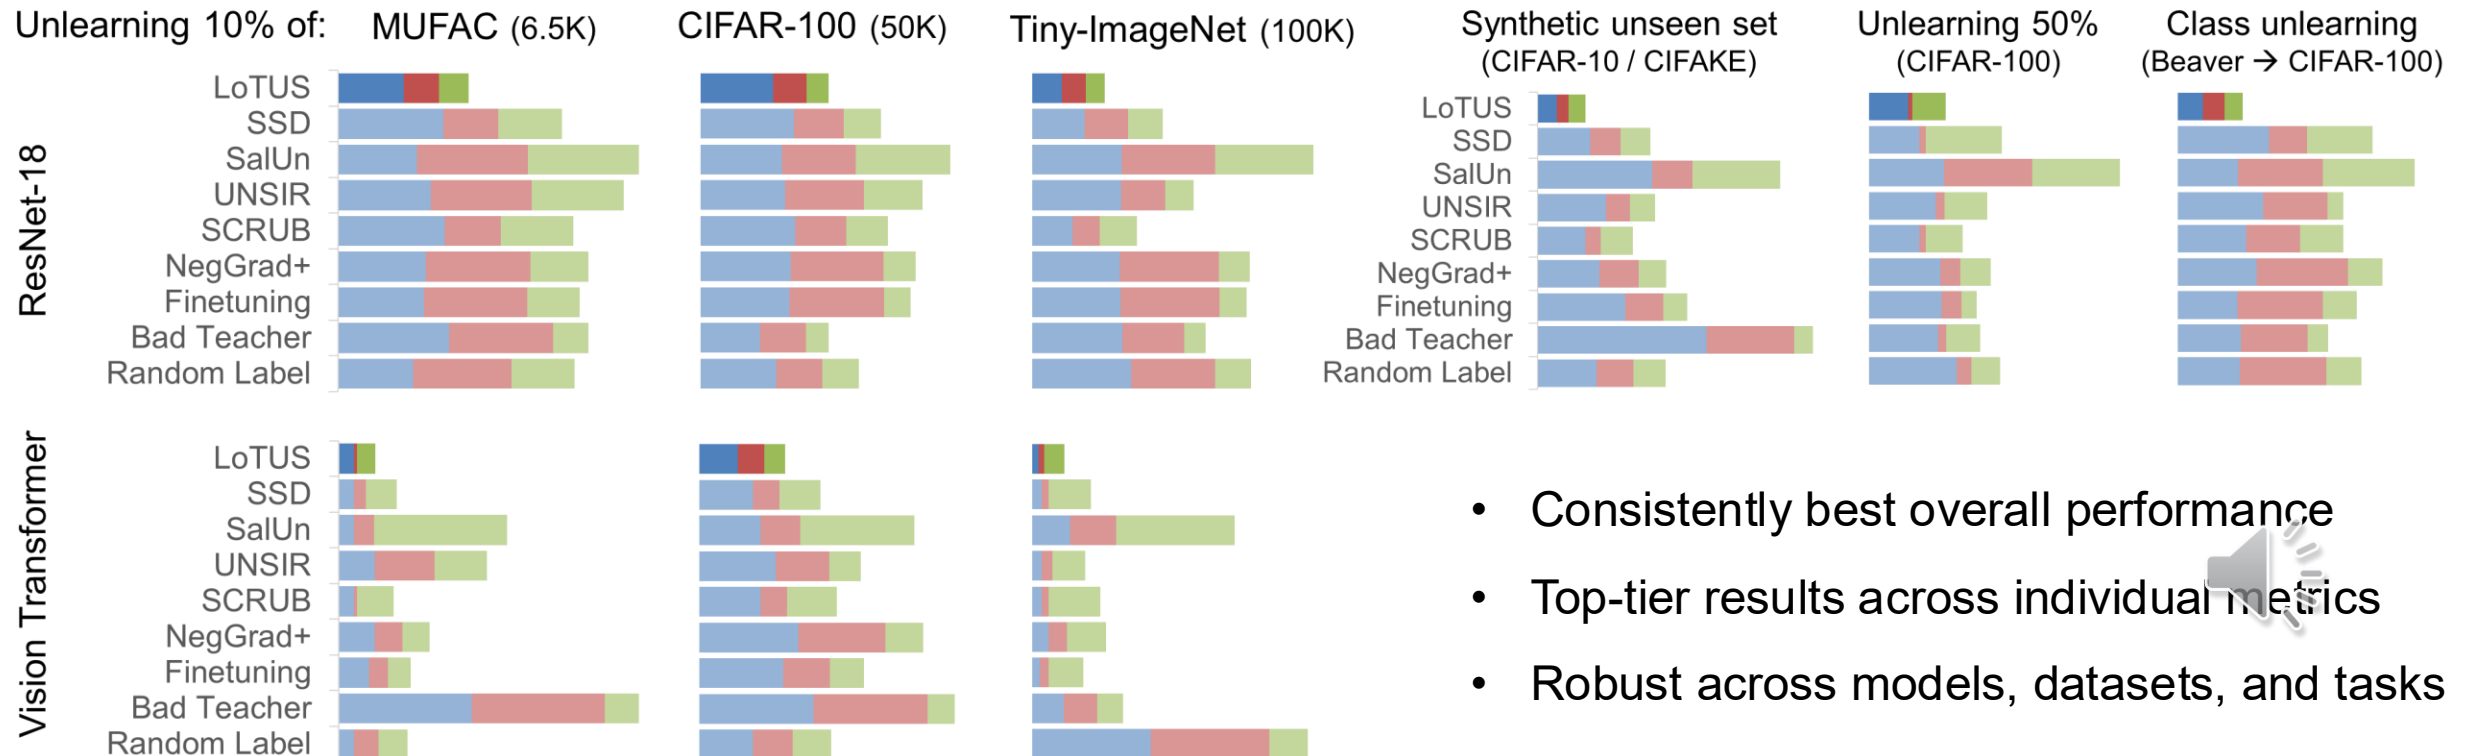 Unlearning 10% of:
MUFAC (6.5K)
CIFAR-100 (50K)
Tiny-ImageNet (100K)
Synthetic unseen set
(CIFAR-10 / CIFAKE)
Unlearning 50%
(CIFAR-100)
Class unlearning
(Beaver → CIFAR-100)
ResNet-18
LoTUS
SSD
SalUn
UNSIR
SCRUB
NegGrad+
Finetuning
Bad Teacher
Random Label
LoTUS
SSD
SalUn
UNSIR
SCRUB
NegGrad+
Finetuning
Bad Teacher
Random Label
Vision Transformer
LoTUS
SSD
SalUn
UNSIR
SCRUB
NegGrad+
Finetuning
Bad Teacher
Random Label
• Consistently best overall performance
• Top-tier results across individual metrics
• Robust across models, datasets, and tasks